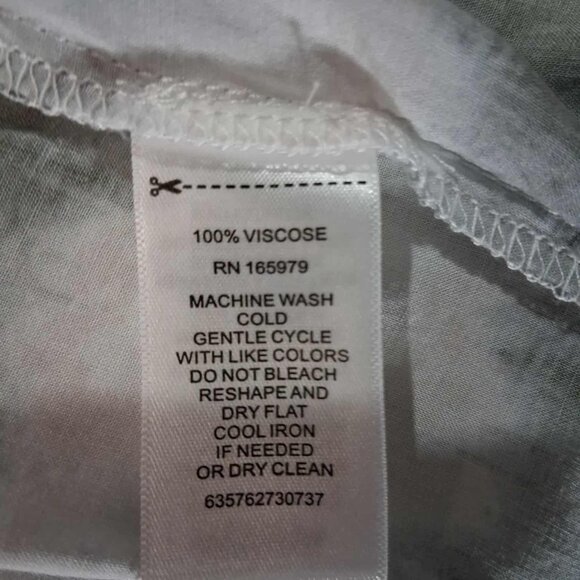 100% VISCOSE
RN 165979
MACHINE WASH
COLD
GENTLE CYCLE
WITH LIKE COLORS
DO NOT BLEACH
RESHAPE AND
DRY FLAT
COOL IRON
IF NEEDED
OR DRY CLEAN
635762730737